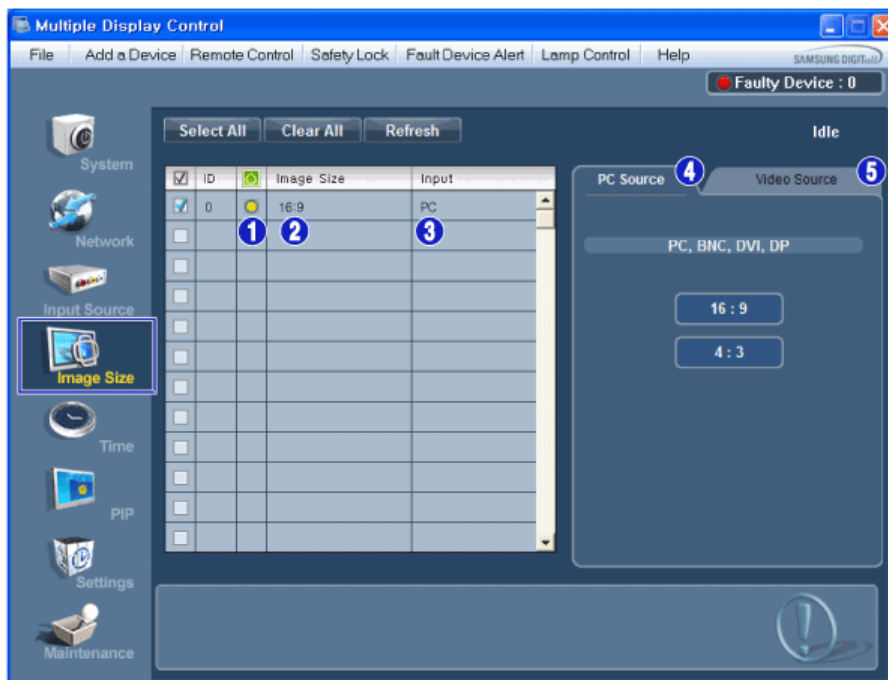 Multiple Display Control
File Add a Device Remote Control Safety Lock Fault Device Alert Lamp Control Help SAMSUNG DIGIT
Faulty Device : 0
Select All Clear All Refresh Idle
System
Network
Input Source
Image Size
Time
PIP
Settings
Maintenance
ID Image Size Input
0 16:9 PC
1 2 3
PC Source 4 Video Source 5
PC, BNC, DVI, DP
16 : 9
4 : 3